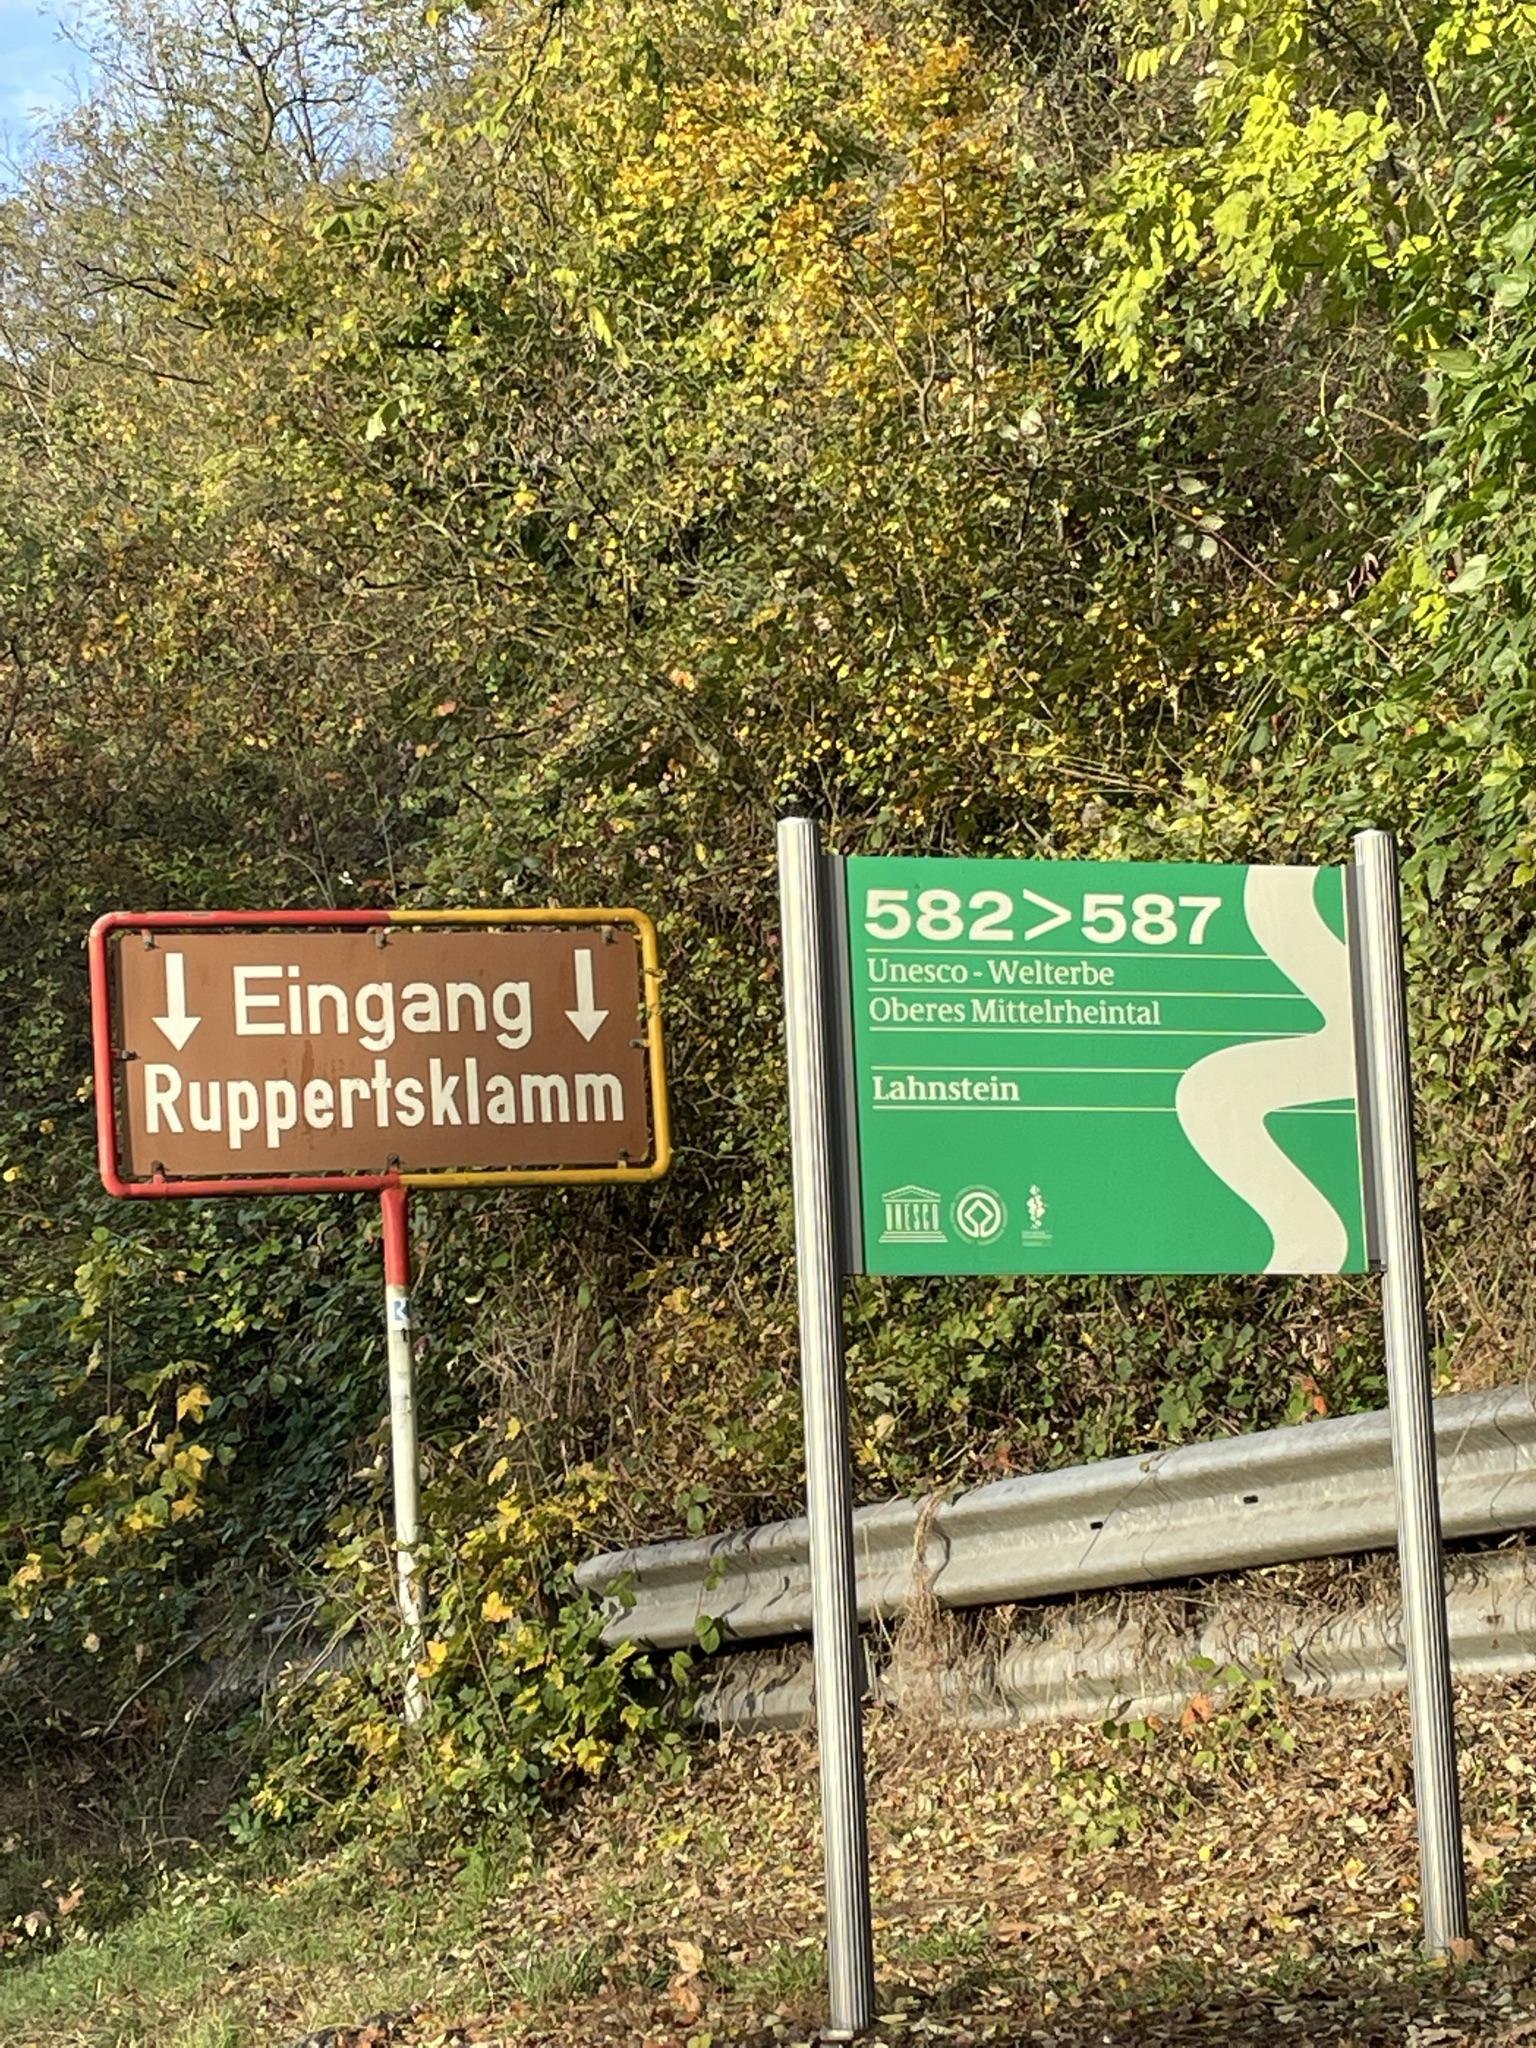 ↓ Eingang ↓
Ruppertsklamm
582>587
Unesco - Welterbe
Oberes Mittelrheintal
Lahnstein
UNESCO